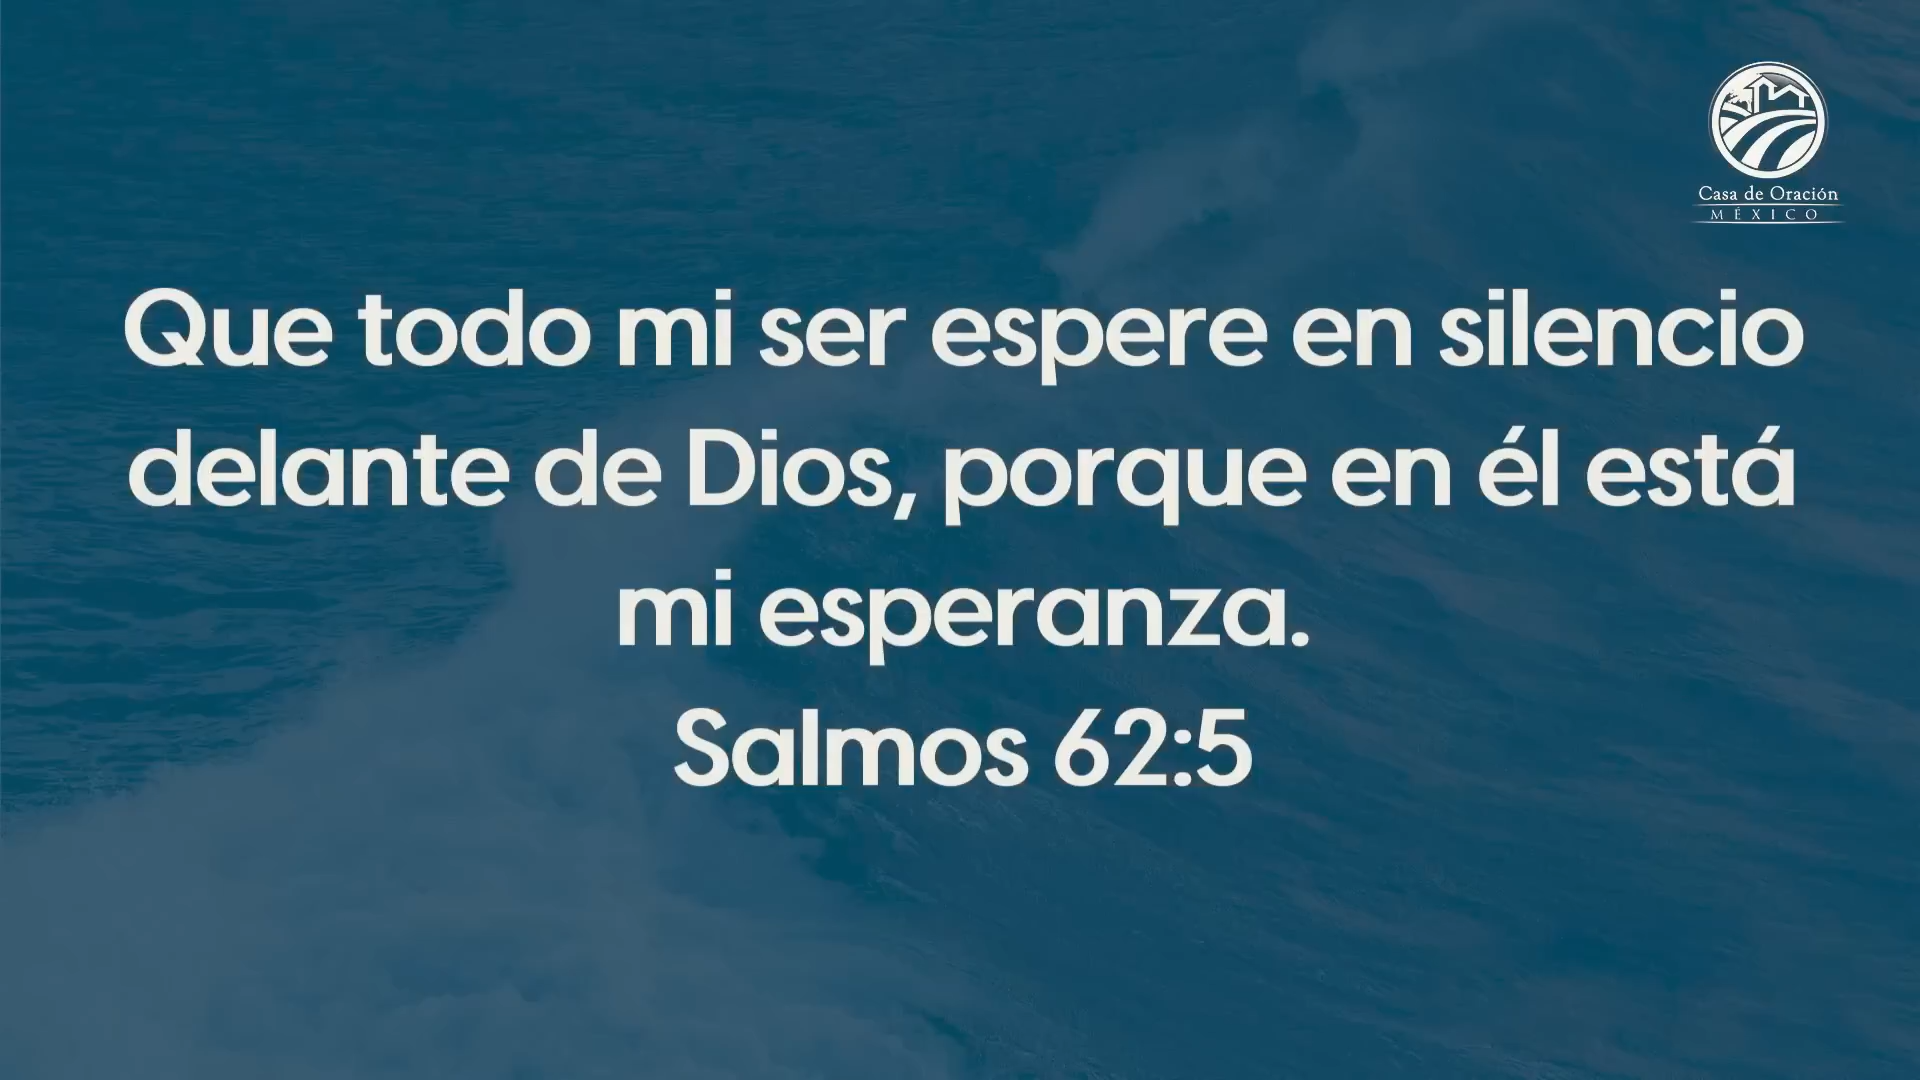 Casa de Oración
MÉXICO
Que todo mi ser espere en silencio
delante de Dios, porque en él está
mi esperanza.
Salmos 62:5